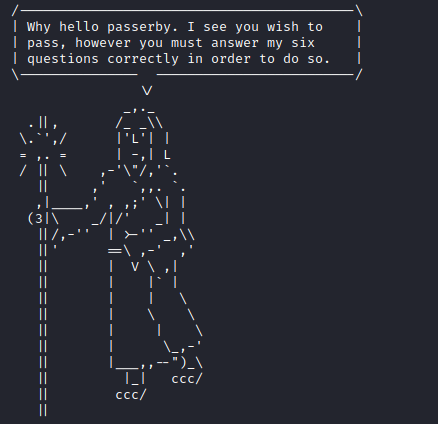 Why hello passerby. I see you wish to
pass, however you must answer my six
questions correctly in order to do so.